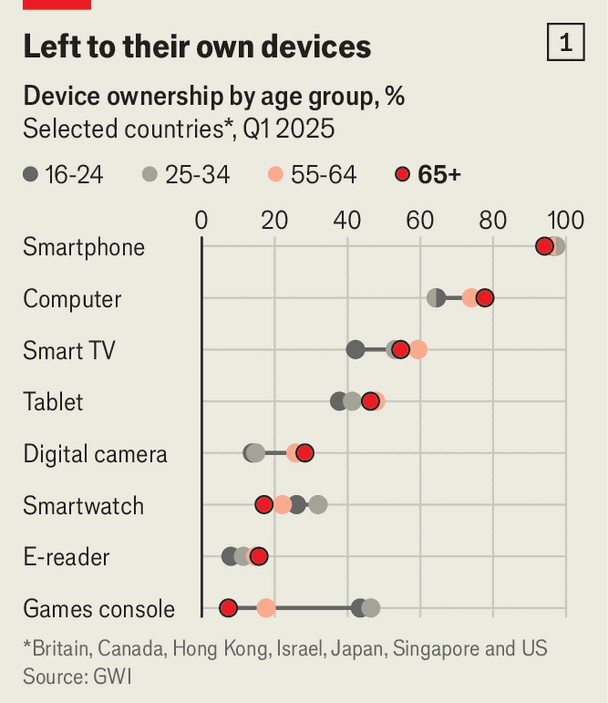 Left to their own devices
1
Device ownership by age group, %
Selected countries*, Q1 2025
16-24 25-34 55-64 65+
0 20 40 60 80 100
Smartphone
Computer
Smart TV
Tablet
Digital camera
Smartwatch
E-reader
Games console
*Britain, Canada, Hong Kong, Israel, Japan, Singapore and US
Source: GWI